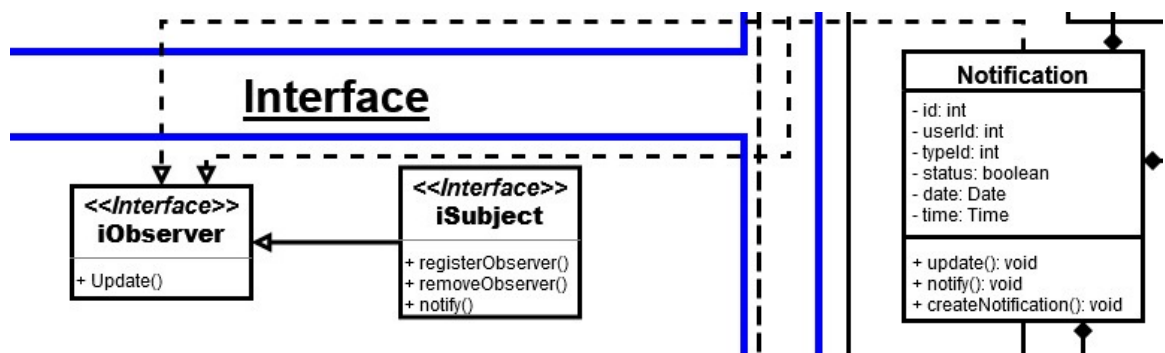 Interface
<<Interface>>
iObserver
+ Update()
<<Interface>>
iSubject
+ registerObserver()
+ removeObserver()
+ notify()
Notification
- id: int
- userId: int
- typeId: int
- status: boolean
- date: Date
- time: Time
+ update(): void
+ notify(): void
+ createNotification(): void